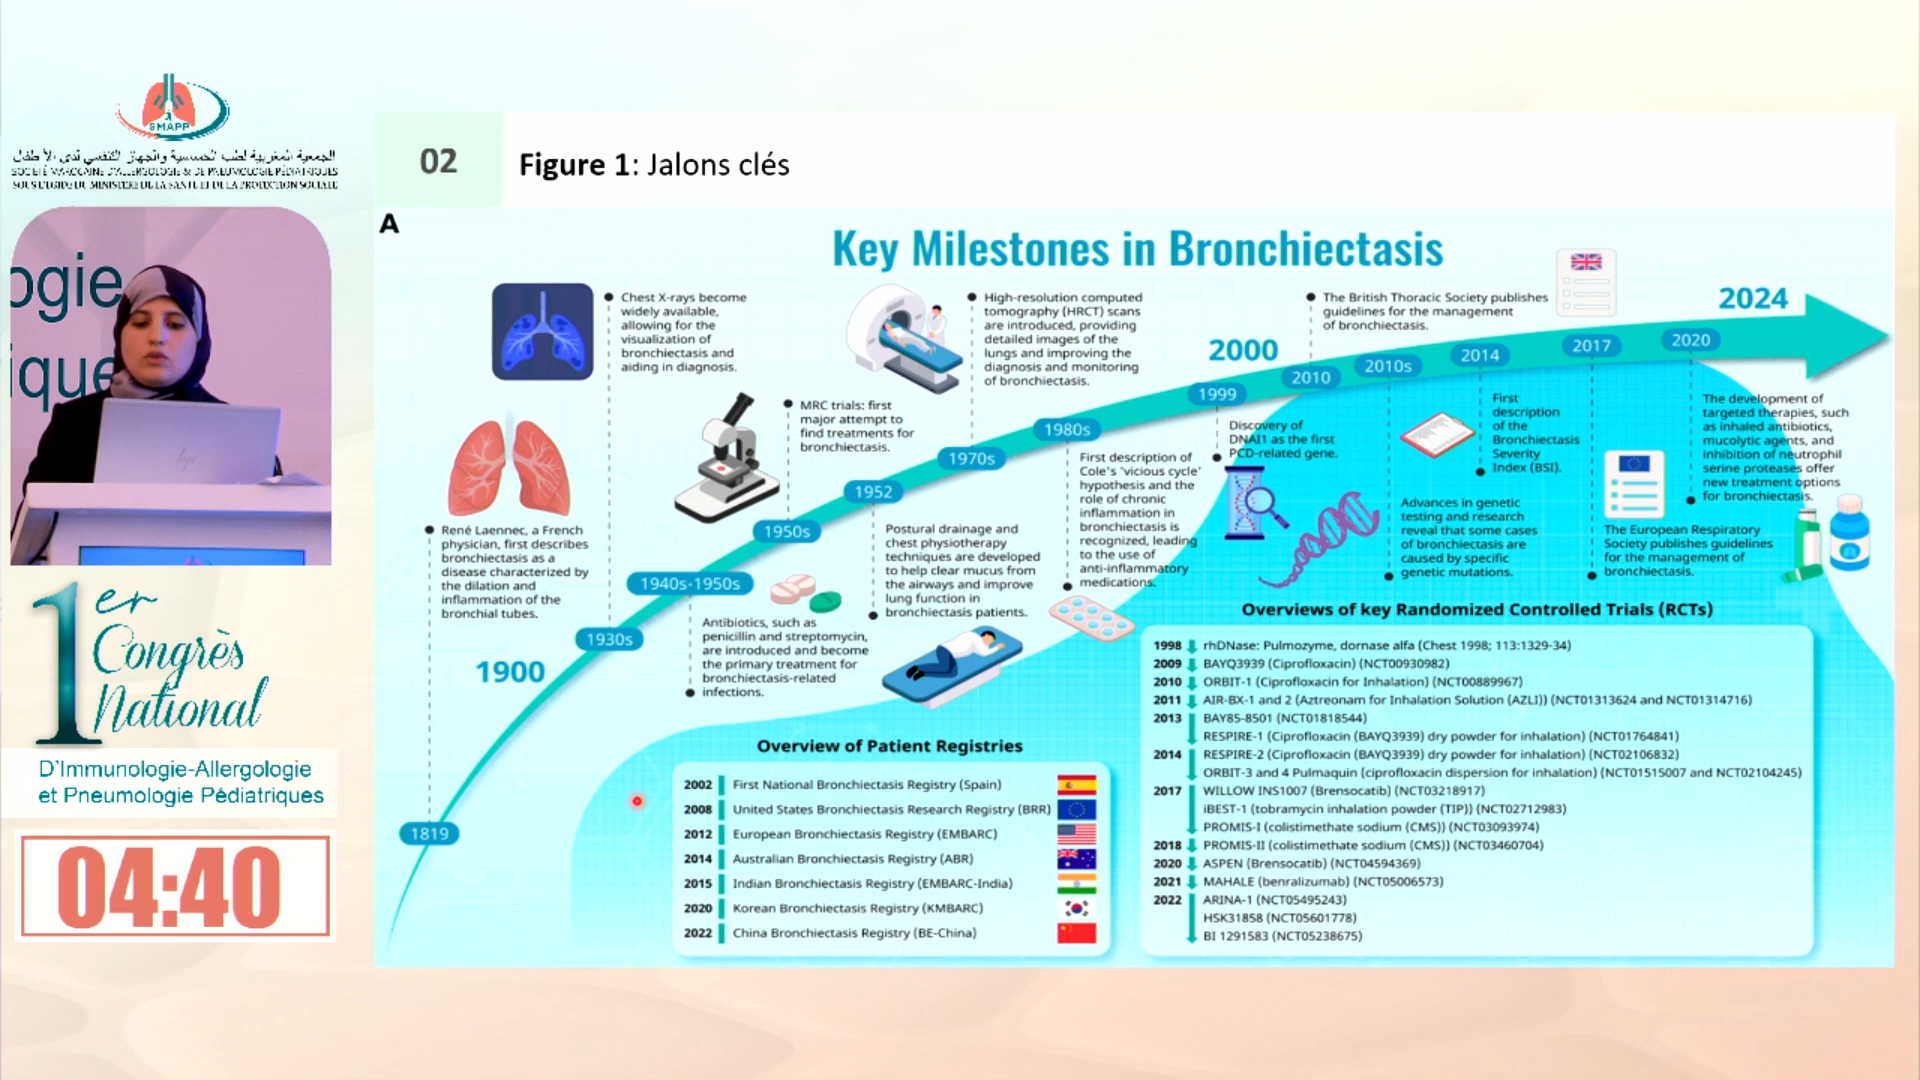 SMAPP
الجمعية المغربية لطب الحساسية والجهاز التنفسي لدى الأطفال
SOCIÉTÉ MAROCAINE D'ALLERGOLOGIE & DE PNEUMOLOGIE PÉDIATRIQUES
SOUS L'EGIDE DU MINISTERE DE LA SANTE ET DE LA PROTECTION SOCIALE
ogie
ique
hp
1er
Congrès
National
D'Immunologie-Allergologie
et Pneumologie Pédiatriques
04:40
02
Figure 1: Jalons clés
A
Key Milestones in Bronchiectasis
1819
René Laennec, a French
physician, first describes
bronchiectasis as a
disease characterized by
the dilation and
inflammation of the
bronchial tubes.
1900
1930s
Chest X-rays become
widely available,
allowing for the
visualization of
bronchiectasis and
aiding in diagnosis.
1940s-1950s
Antibiotics, such as
penicillin and streptomycin,
are introduced and become
the primary treatment for
bronchiectasis-related
infections.
1950s
MRC trials: first
major attempt to
find treatments for
bronchiectasis.
1952
Postural drainage and
chest physiotherapy
techniques are developed
to help clear mucus from
the airways and improve
lung function in
bronchiectasis patients.
1970s
High-resolution computed
tomography (HRCT) scans
are introduced, providing
detailed images of the
lungs and improving the
diagnosis and monitoring
of bronchiectasis.
1980s
First description of
Cole's 'vicious cycle'
hypothesis and the
role of chronic
inflammation in
bronchiectasis is
recognized, leading
to the use of
anti-inflammatory
medications.
1999
Discovery of
DNAI1 as the first
PCD-related gene.
2000
2010
The British Thoracic Society publishes
guidelines for the management
of bronchiectasis.
2010s
Advances in genetic
testing and research
reveal that some cases
of bronchiectasis are
caused by specific
genetic mutations.
2014
First
description
of the
Bronchiectasis
Severity
Index (BSI).
2017
The European Respiratory
Society publishes guidelines
for the management of
bronchiectasis.
2020
The development of
targeted therapies, such
as inhaled antibiotics,
mucolytic agents, and
inhibition of neutrophil
serine proteases offer
new treatment options
for bronchiectasis.
2024
Overview of Patient Registries
2002 First National Bronchiectasis Registry (Spain)
2008 United States Bronchiectasis Research Registry (BRR)
2012 European Bronchiectasis Registry (EMBARC)
2014 Australian Bronchiectasis Registry (ABR)
2015 Indian Bronchiectasis Registry (EMBARC-India)
2020 Korean Bronchiectasis Registry (KMBARC)
2022 China Bronchiectasis Registry (BE-China)
Overviews of key Randomized Controlled Trials (RCTs)
1998 rhDNase: Pulmozyme, dornase alfa (Chest 1998; 113:1329-34)
2009 BAYQ3939 (Ciprofloxacin) (NCT00930982)
2010 ORBIT-1 (Ciprofloxacin for Inhalation) (NCT00889967)
2011 AIR-BX-1 and 2 (Aztreonam for Inhalation Solution (AZLI)) (NCT01313624 and NCT01314716)
2013 BAY85-8501 (NCT01818544)
RESPIRE-1 (Ciprofloxacin (BAYQ3939) dry powder for inhalation) (NCT01764841)
2014 RESPIRE-2 (Ciprofloxacin (BAYQ3939) dry powder for inhalation) (NCT02106832)
ORBIT-3 and 4 Pulmaquin (ciprofloxacin dispersion for inhalation) (NCT01515007 and NCT02104245)
2017 WILLOW INS1007 (Brensocatib) (NCT03218917)
iBEST-1 (tobramycin inhalation powder (TIP)) (NCT02712983)
PROMIS-I (colistimethate sodium (CMS)) (NCT03093974)
2018 PROMIS-II (colistimethate sodium (CMS)) (NCT03460704)
2020 ASPEN (Brensocatib) (NCT04594369)
2021 MAHALE (benralizumab) (NCT05006573)
2022 ARINA-1 (NCT05495243)
HSK31858 (NCT05601778)
BI 1291583 (NCT05238675)